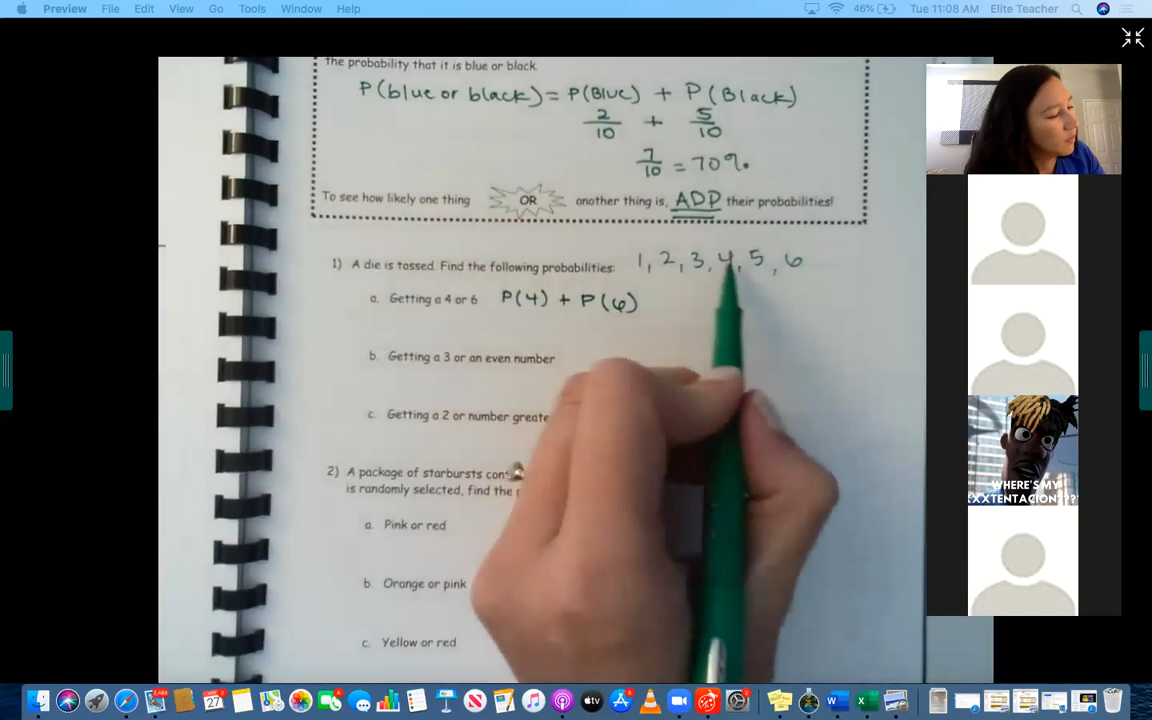 Preview File Edit View Go Tools Window Help 46% Tue 11:08 AM Elite Teacher
the probability that it is blue or black.
P(blue or black) = P(Blue) + P(Black)
2/10 + 5/10
7/10 = 70%
To see how likely one thing OR another thing is, ADD their probabilities!
1) A die is tossed. Find the following probabilities: 1, 2, 3, 4, 5, 6
a. Getting a 4 or 6 P(4) + P(6)
b. Getting a 3 or an even number
c. Getting a 2 or number greate
2) A package of starbursts con
is randomly selected, find the
a. Pink or red
b. Orange or pink
c. Yellow or red
WHERE'S MY
XXXTENTACION???
27
tv